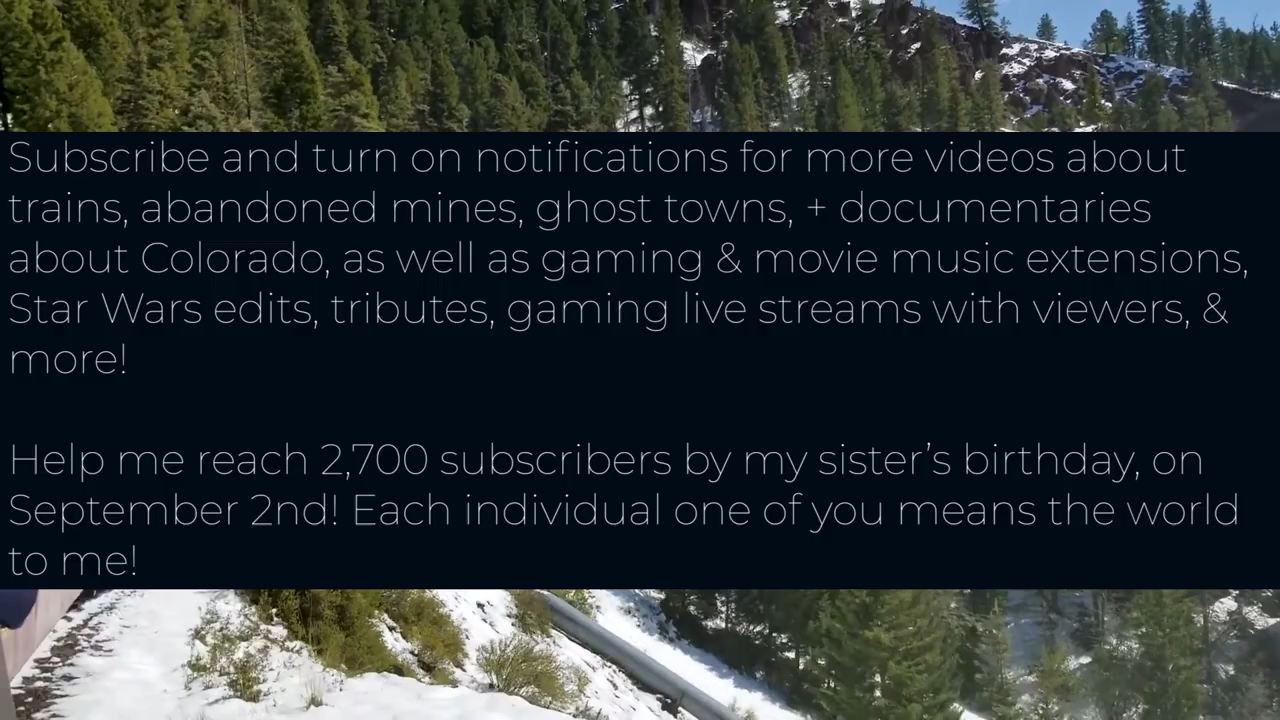 Subscribe and turn on notifications for more videos about
trains, abandoned mines, ghost towns, + documentaries
about Colorado, as well as gaming & movie music extensions,
Star Wars edits, tributes, gaming live streams with viewers, &
more!
Help me reach 2,700 subscribers by my sister’s birthday, on
September 2nd! Each individual one of you means the world
to me!